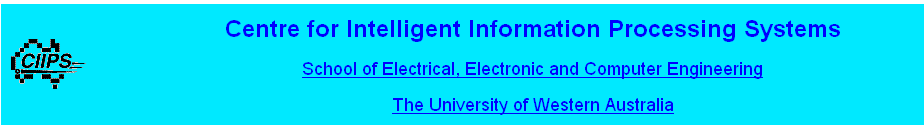 Centre for Intelligent Information Processing Systems
CIIPS
School of Electrical, Electronic and Computer Engineering
The University of Western Australia